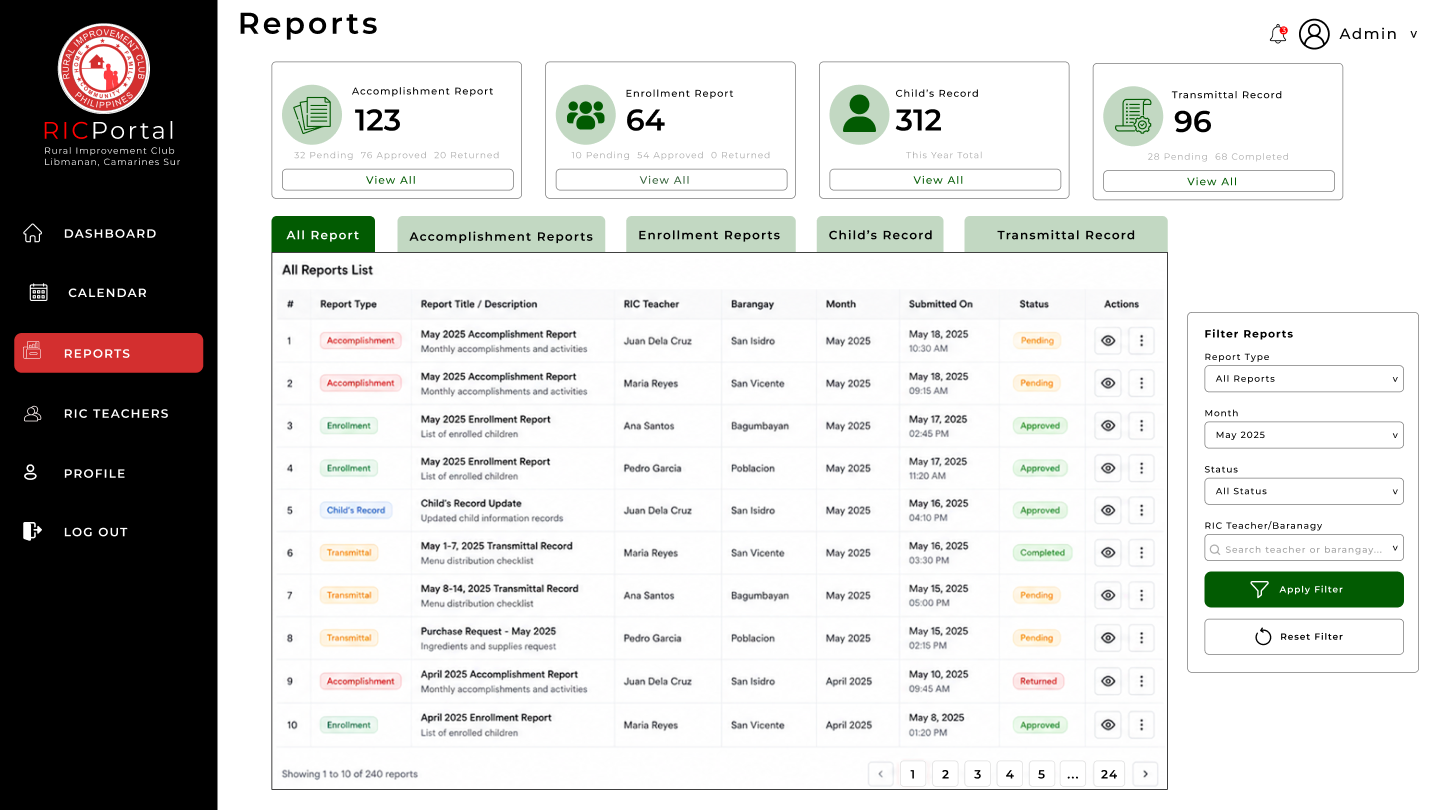 RURAL IMPROVEMENT CLUB
HOME FAMILY
COMMUNITY
PHILIPPINES
RICPortal
Rural Improvement Club
Libmanan, Camarines Sur
DASHBOARD
CALENDAR
REPORTS
RIC TEACHERS
PROFILE
LOG OUT
Reports
3
Admin v
Accomplishment Report
123
32 Pending 76 Approved 20 Returned
View All
Enrollment Report
64
10 Pending 54 Approved 0 Returned
View All
Child's Record
312
This Year Total
View All
Transmittal Record
96
28 Pending 68 Completed
View All
All Report Accomplishment Reports Enrollment Reports Child's Record Transmittal Record
All Reports List
# Report Type Report Title / Description RIC Teacher Barangay Month Submitted On Status Actions
1 Accomplishment May 2025 Accomplishment Report Juan Dela Cruz San Isidro May 2025 May 18, 2025 Pending
Monthly accomplishments and activities 10:30 AM
2 Accomplishment May 2025 Accomplishment Report Maria Reyes San Vicente May 2025 May 18, 2025 Pending
Monthly accomplishments and activities 09:15 AM
3 Enrollment May 2025 Enrollment Report Ana Santos Bagumbayan May 2025 May 17, 2025 Approved
List of enrolled children 02:45 PM
4 Enrollment May 2025 Enrollment Report Pedro Garcia Poblacion May 2025 May 17, 2025 Approved
List of enrolled children 11:20 AM
5 Child's Record Child's Record Update Juan Dela Cruz San Isidro May 2025 May 16, 2025 Approved
Updated child information records 04:10 PM
6 Transmittal May 1-7, 2025 Transmittal Record Maria Reyes San Vicente May 2025 May 16, 2025 Completed
Menu distribution checklist 03:30 PM
7 Transmittal May 8-14, 2025 Transmittal Record Ana Santos Bagumbayan May 2025 May 15, 2025 Pending
Menu distribution checklist 05:00 PM
8 Transmittal Purchase Request - May 2025 Pedro Garcia Poblacion May 2025 May 15, 2025 Pending
Ingredients and supplies request 02:15 PM
9 Accomplishment April 2025 Accomplishment Report Juan Dela Cruz San Isidro April 2025 May 10, 2025 Returned
Monthly accomplishments and activities 09:45 AM
10 Enrollment April 2025 Enrollment Report Maria Reyes San Vicente April 2025 May 8, 2025 Approved
List of enrolled children 01:20 PM
Showing 1 to 10 of 240 reports < 1 2 3 4 5 ... 24 >
Filter Reports
Report Type
All Reports v
Month
May 2025 v
Status
All Status v
RIC Teacher/Baranagy
Search teacher or barangay... v
Apply Filter
Reset Filter